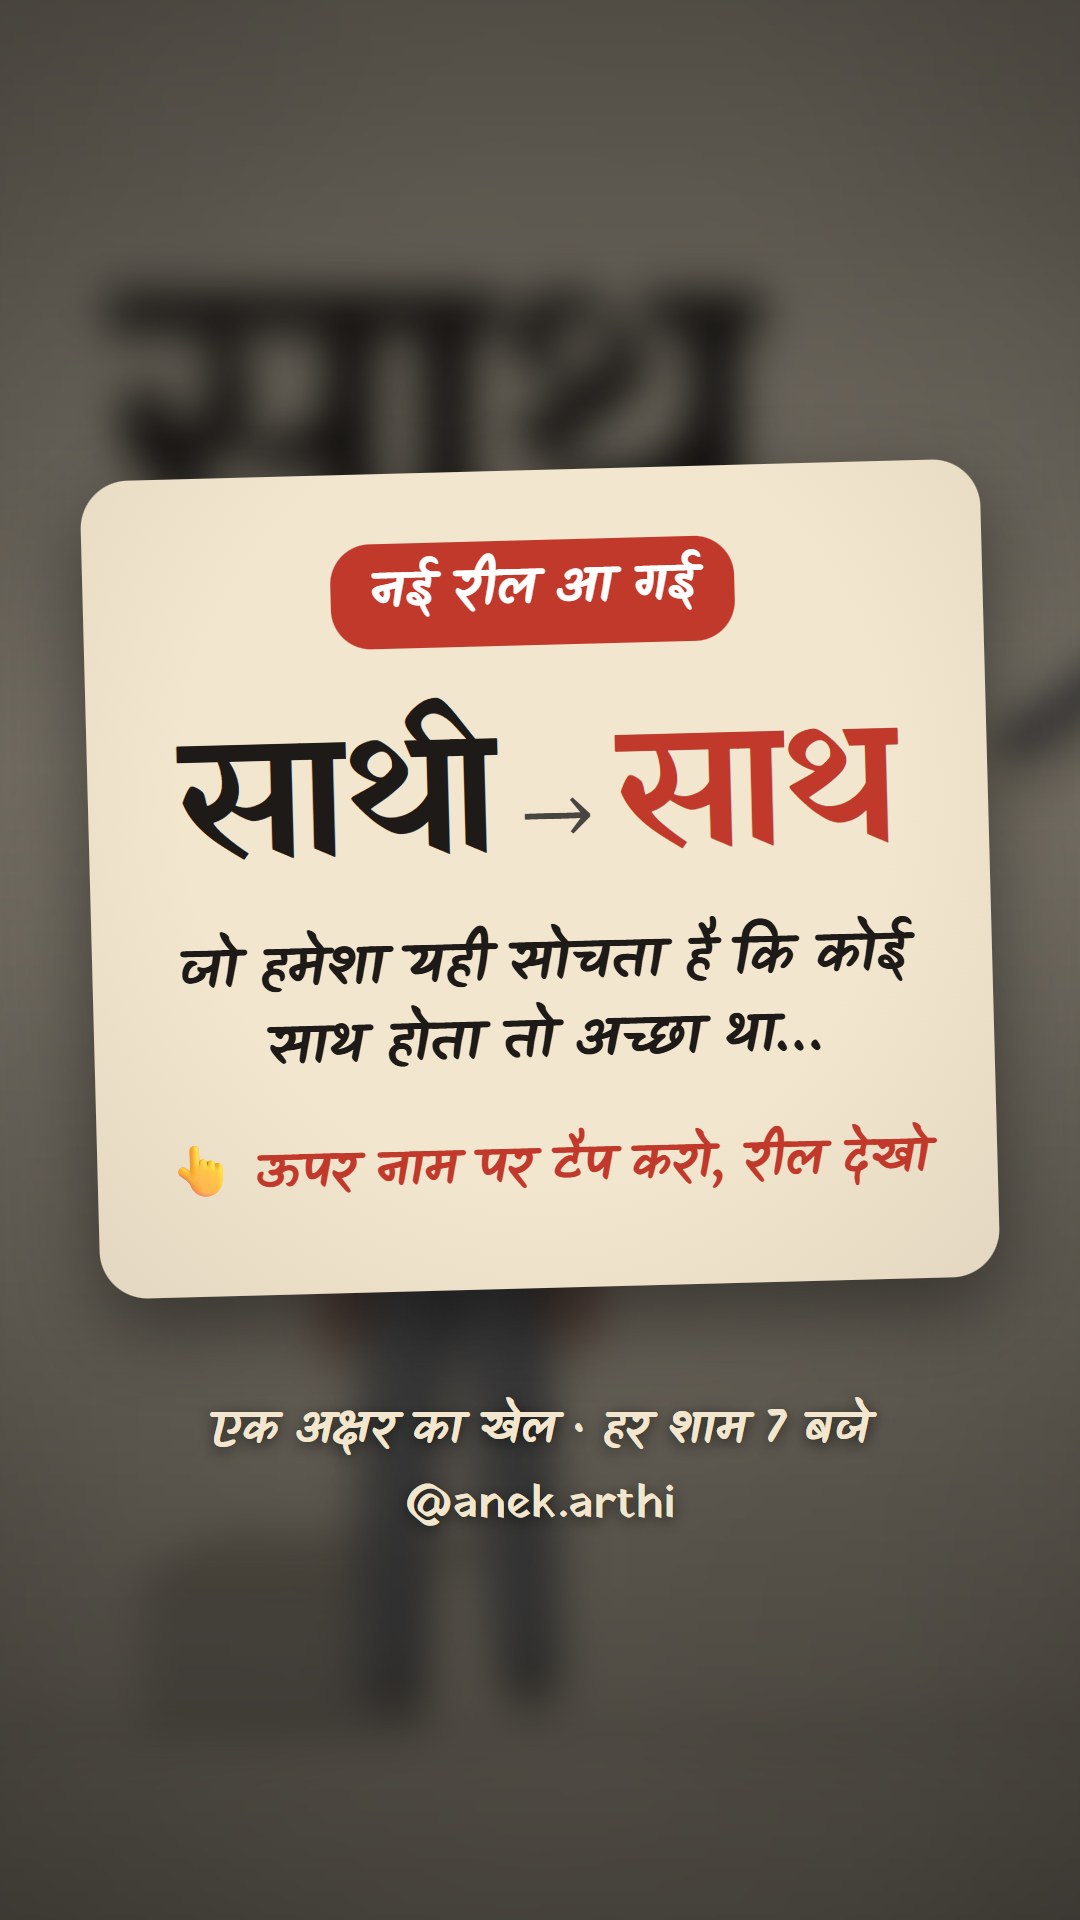 साथ
नई रील आ गई
साथी → साथ
जो हमेशा यही सोचता है कि कोई
साथ होता तो अच्छा था...
👆 ऊपर नाम पर टैप करो, रील देखो
एक अक्षर का खेल · हर शाम 7 बजे
@anek.arthi